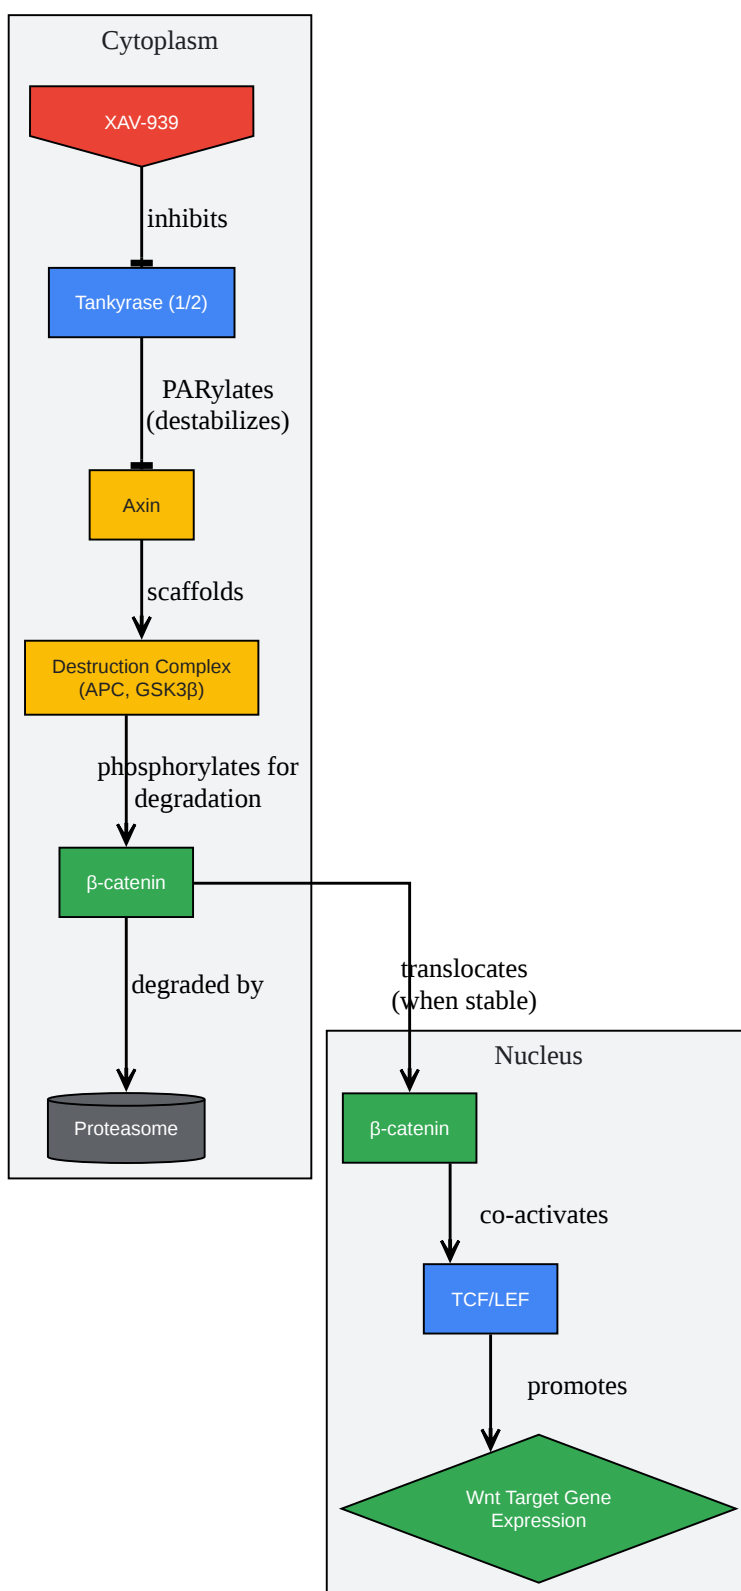 Cytoplasm
XAV-939
inhibits
Tankyrase (1/2)
PARylates
(destabilizes)
Axin
scaffolds
Destruction Complex
(APC, GSK3β)
phosphorylates for
degradation
β-catenin
degraded by
translocates
(when stable)
Proteasome
Nucleus
β-catenin
co-activates
TCF/LEF
promotes
Wnt Target Gene
Expression